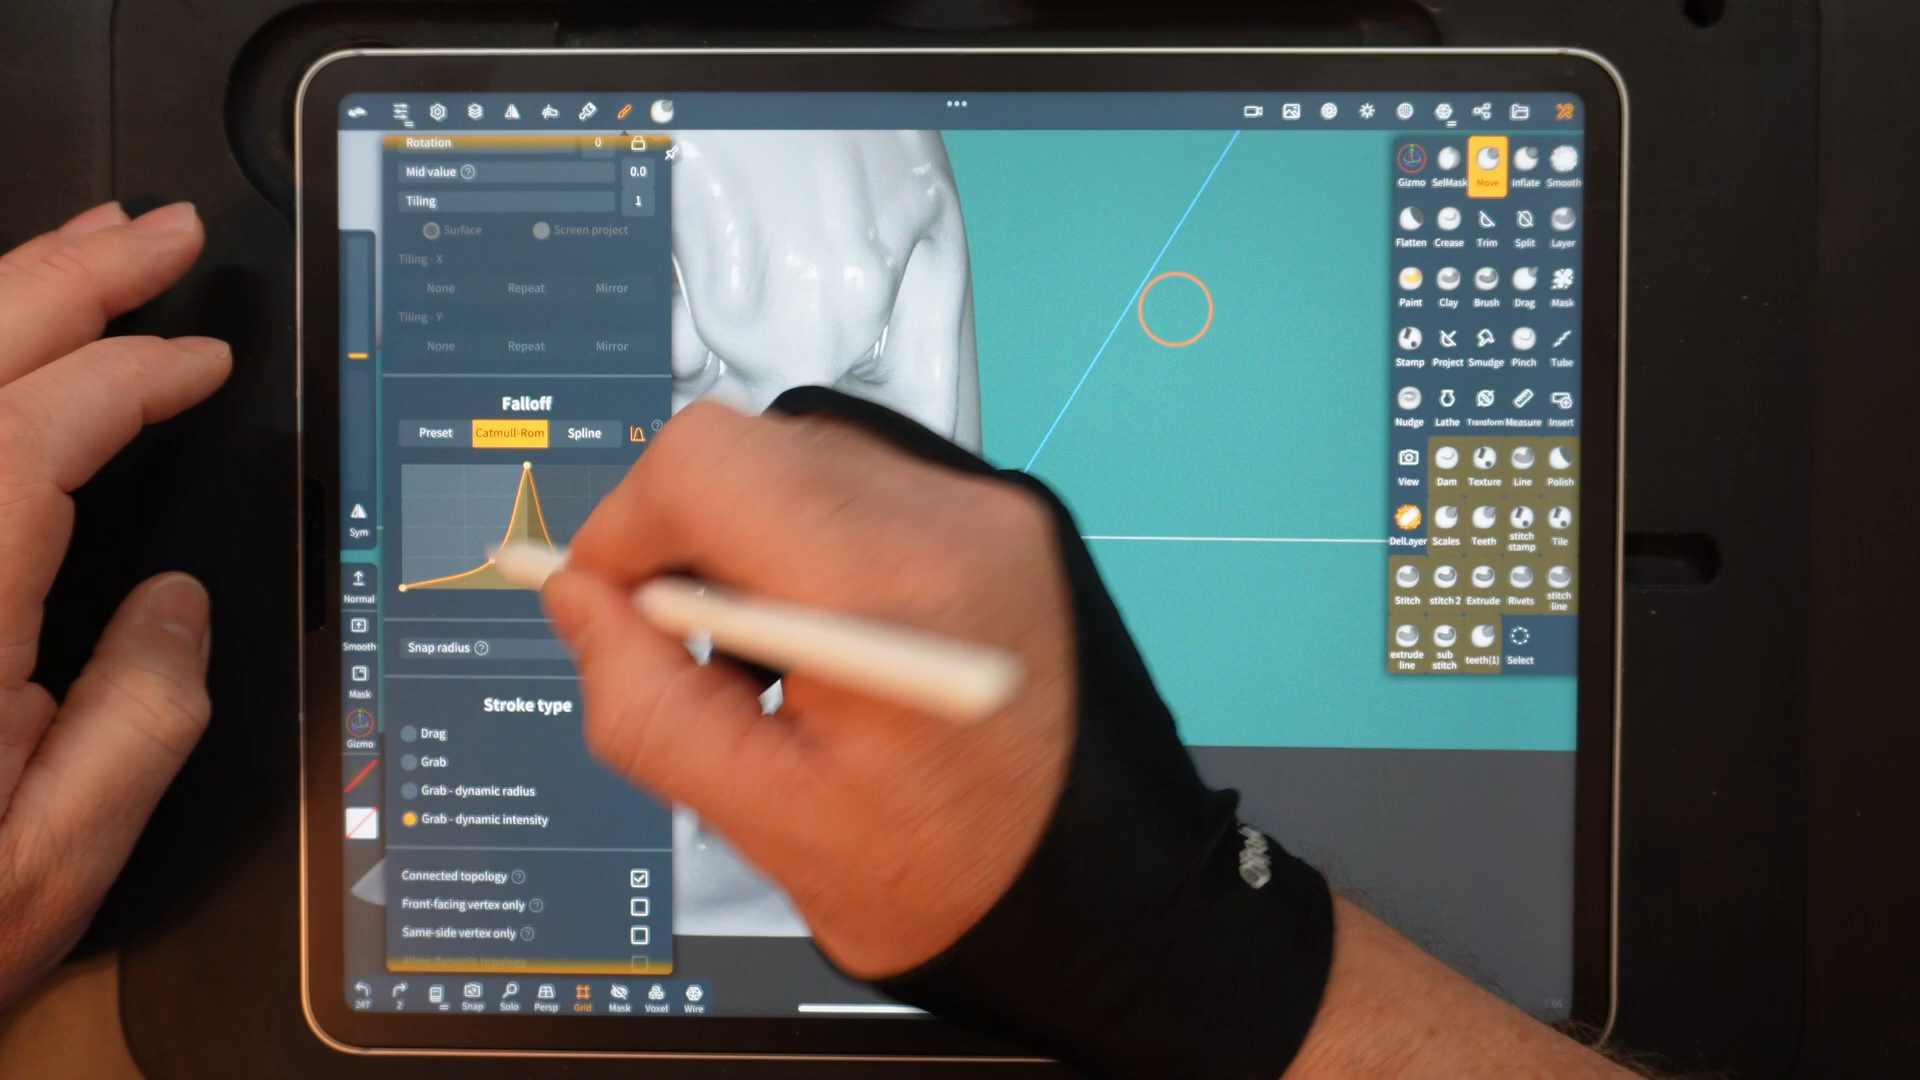 Rotation 0
Mid value ? 0.0
Tiling 1
Surface Screen project
Tiling - X
None Repeat Mirror
Tiling - Y
None Repeat Mirror
Falloff
Preset Catmull-Rom Spline ?
Snap radius ?
Stroke type
Drag
Grab
Grab - dynamic radius
Grab - dynamic intensity
Connected topology ?
Front-facing vertex only ?
Same-side vertex only ?
Allow dynamic topology
Sym
Normal
Smooth
Mask
Gizmo
247 2 Snap Solo Persp Grid Mask Voxel Wire
Gizmo SelMask Move Inflate Smooth
Flatten Crease Trim Split Layer
Paint Clay Brush Drag Mask
Stamp Project Smudge Pinch Tube
Nudge Lathe Transform Measure Insert
View Dam Texture Line Polish
DelLayer Scales Teeth stitch stamp Tile
Stitch stitch 2 Extrude Rivets stitch line
extrude line sub stitch teeth(1) Select